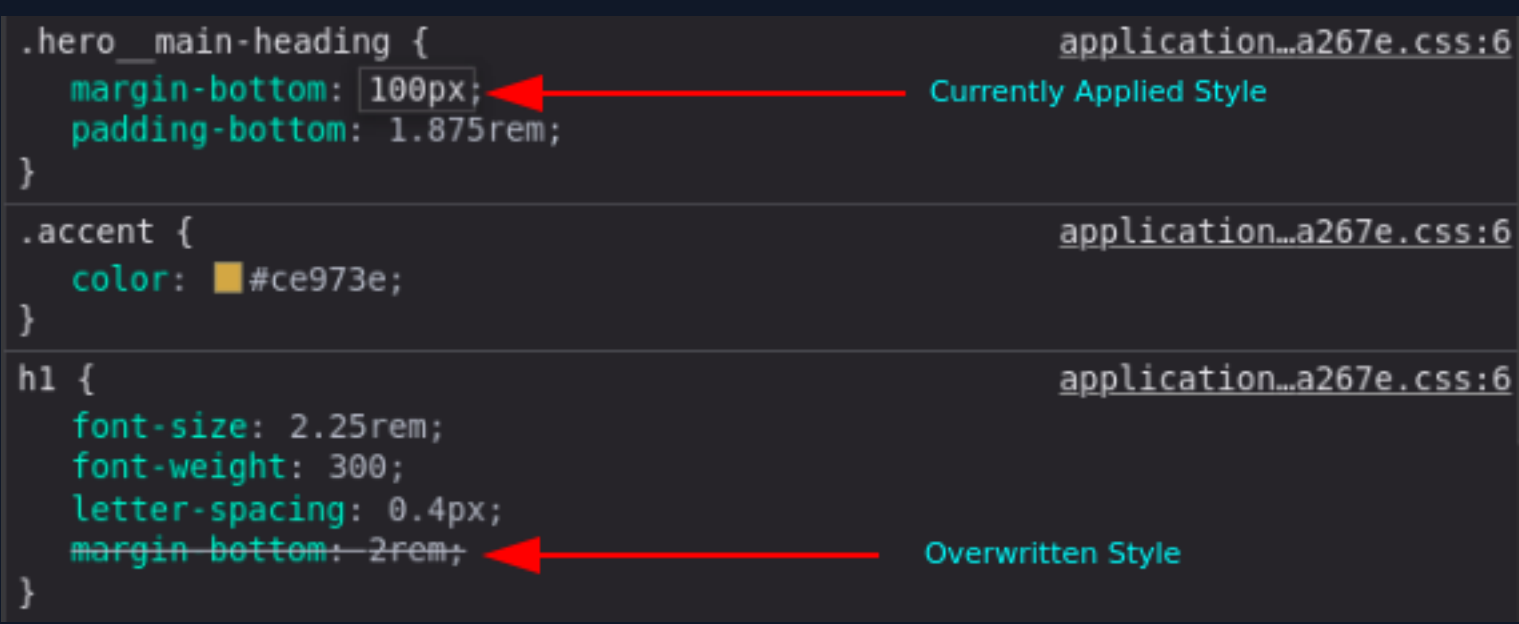 .hero__main-heading { application…a267e.css:6
margin-bottom: 100px; Currently Applied Style
padding-bottom: 1.875rem;
}
.accent { application…a267e.css:6
color: #ce973e;
}
h1 { application…a267e.css:6
font-size: 2.25rem;
font-weight: 300;
letter-spacing: 0.4px;
margin-bottom: 2rem; Overwritten Style
}